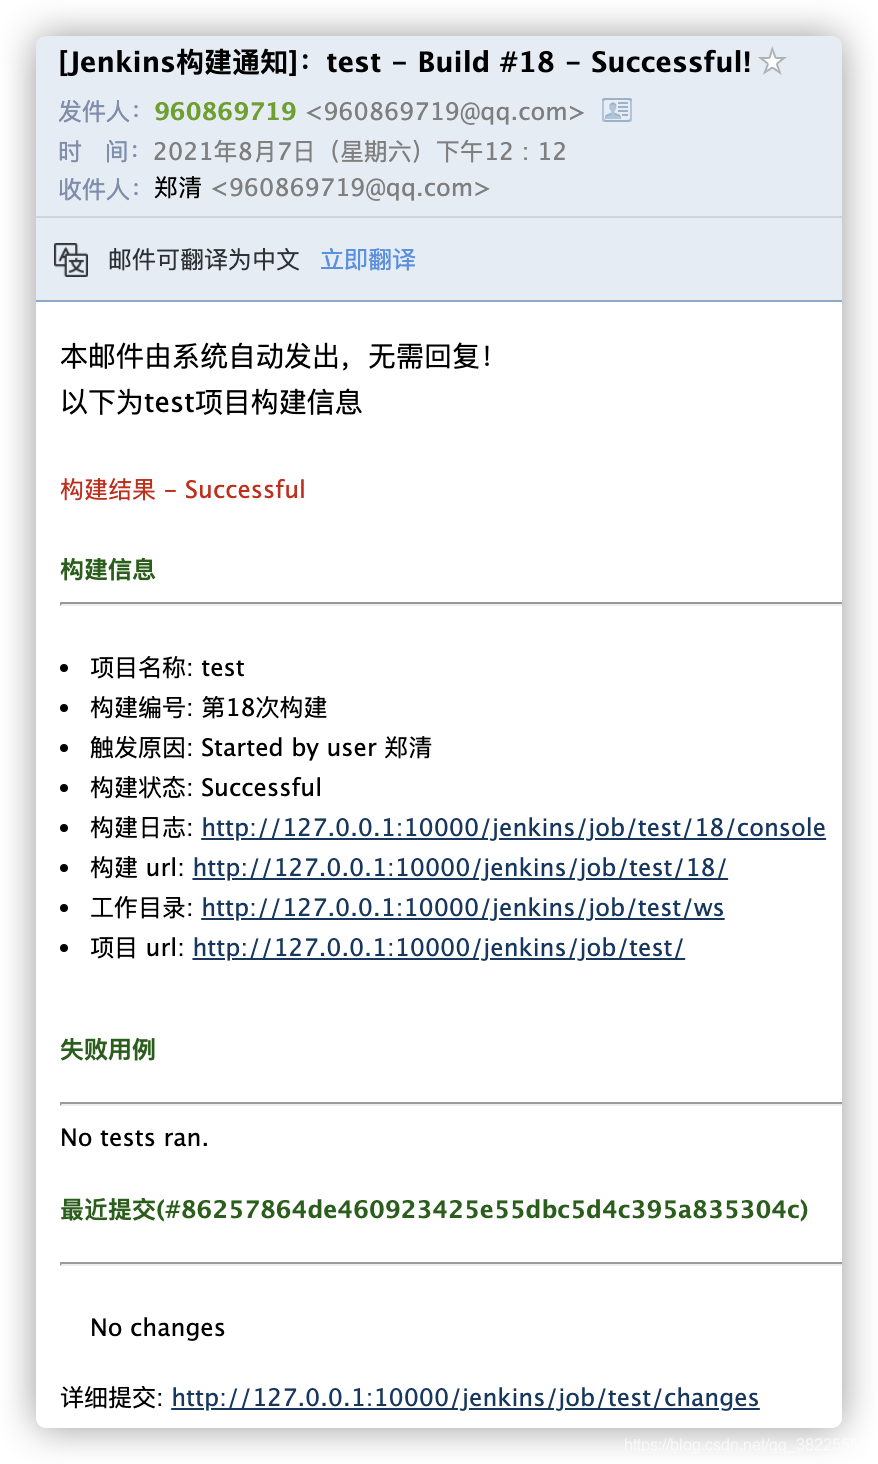 [Jenkins构建通知]：test - Build #18 - Successful!
发件人：960869719 <960869719@qq.com>
时 间：2021年8月7日（星期六）下午12：12
收件人：郑清 <960869719@qq.com>
邮件可翻译为中文 立即翻译
本邮件由系统自动发出，无需回复！
以下为test项目构建信息
构建结果 - Successful
构建信息
• 项目名称: test
• 构建编号: 第18次构建
• 触发原因: Started by user 郑清
• 构建状态: Successful
• 构建日志: http://127.0.0.1:10000/jenkins/job/test/18/console
• 构建 url: http://127.0.0.1:10000/jenkins/job/test/18/
• 工作目录: http://127.0.0.1:10000/jenkins/job/test/ws
• 项目 url: http://127.0.0.1:10000/jenkins/job/test/
失败用例
No tests ran.
最近提交(#86257864de460923425e55dbc5d4c395a835304c)
No changes
详细提交: http://127.0.0.1:10000/jenkins/job/test/changes